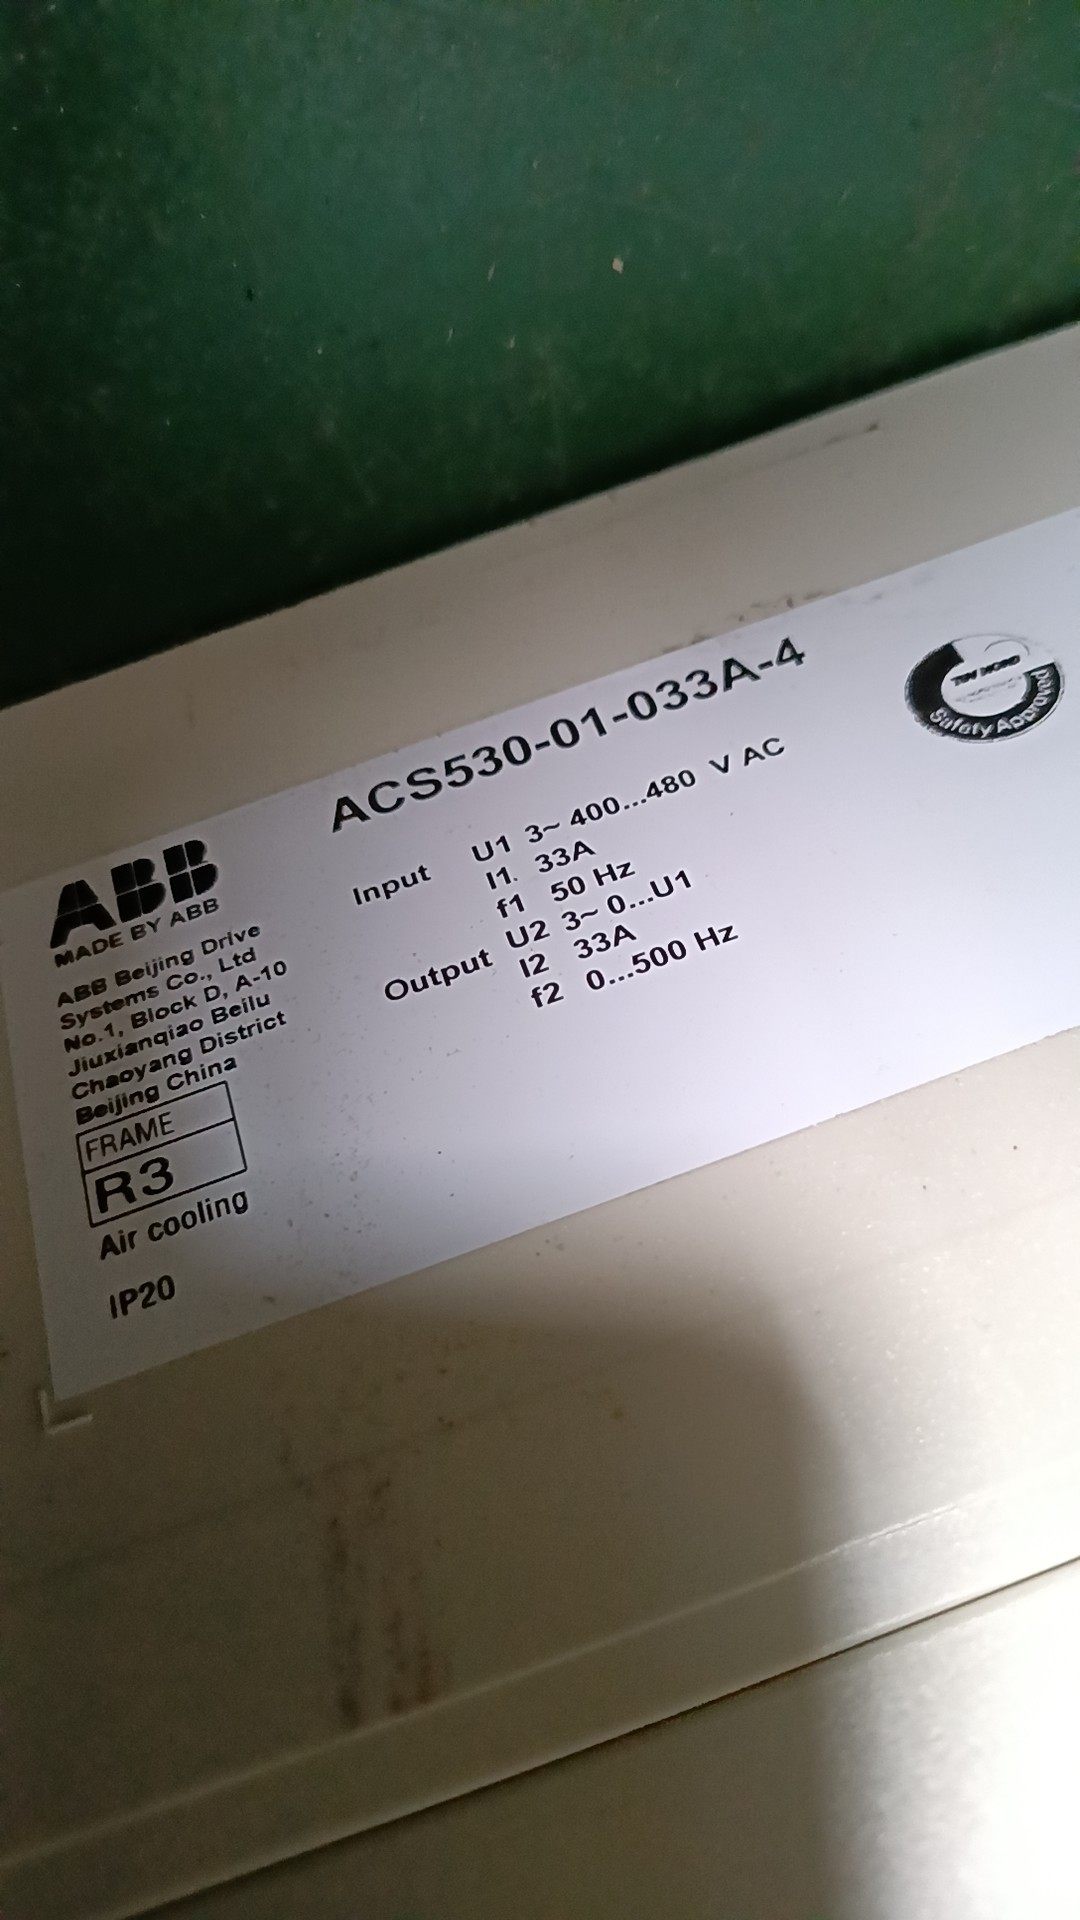 ACS530-01-033A-4
ABB
MADE BY ABB
ABB Beijing Drive
Systems Co., Ltd
No.1, Block D, A-10
Jiuxianqiao Beilu
Chaoyang District
Beijing China
FRAME
R3
Air cooling
IP20
Input U1 3~ 400...480 V AC
I1. 33A
f1 50 Hz
Output U2 3~ 0...U1
I2 33A
f2 0...500 Hz
TUV NORD
Safety Approved